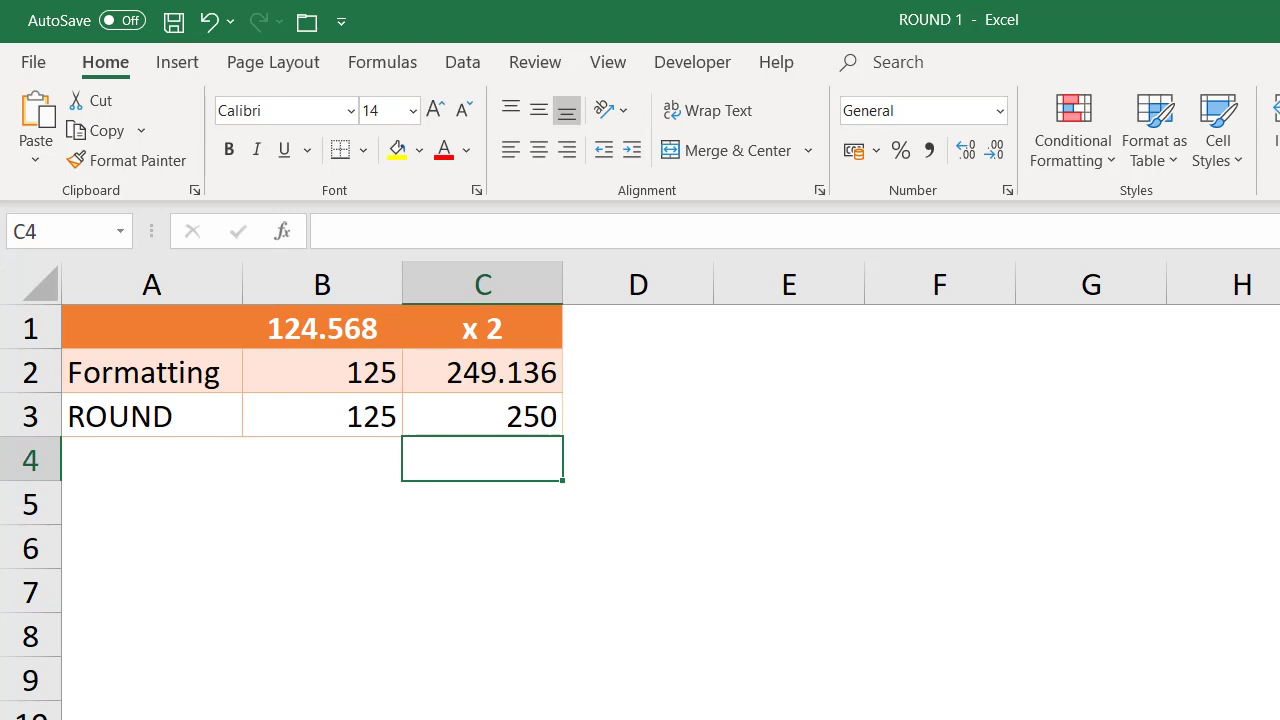 AutoSave Off
ROUND 1 - Excel
File Home Insert Page Layout Formulas Data Review View Developer Help Search
Paste
Cut
Copy
Format Painter
Clipboard
Calibri 14
B I U A
Font
ab Wrap Text
Merge & Center
Alignment
General
% , .00 .00
Number
Conditional Formatting
Format as Table
Cell Styles
Styles
C4 fx
A B C D E F G H
1 124.568 x 2
2 Formatting 125 249.136
3 ROUND 125 250
4
5
6
7
8
9